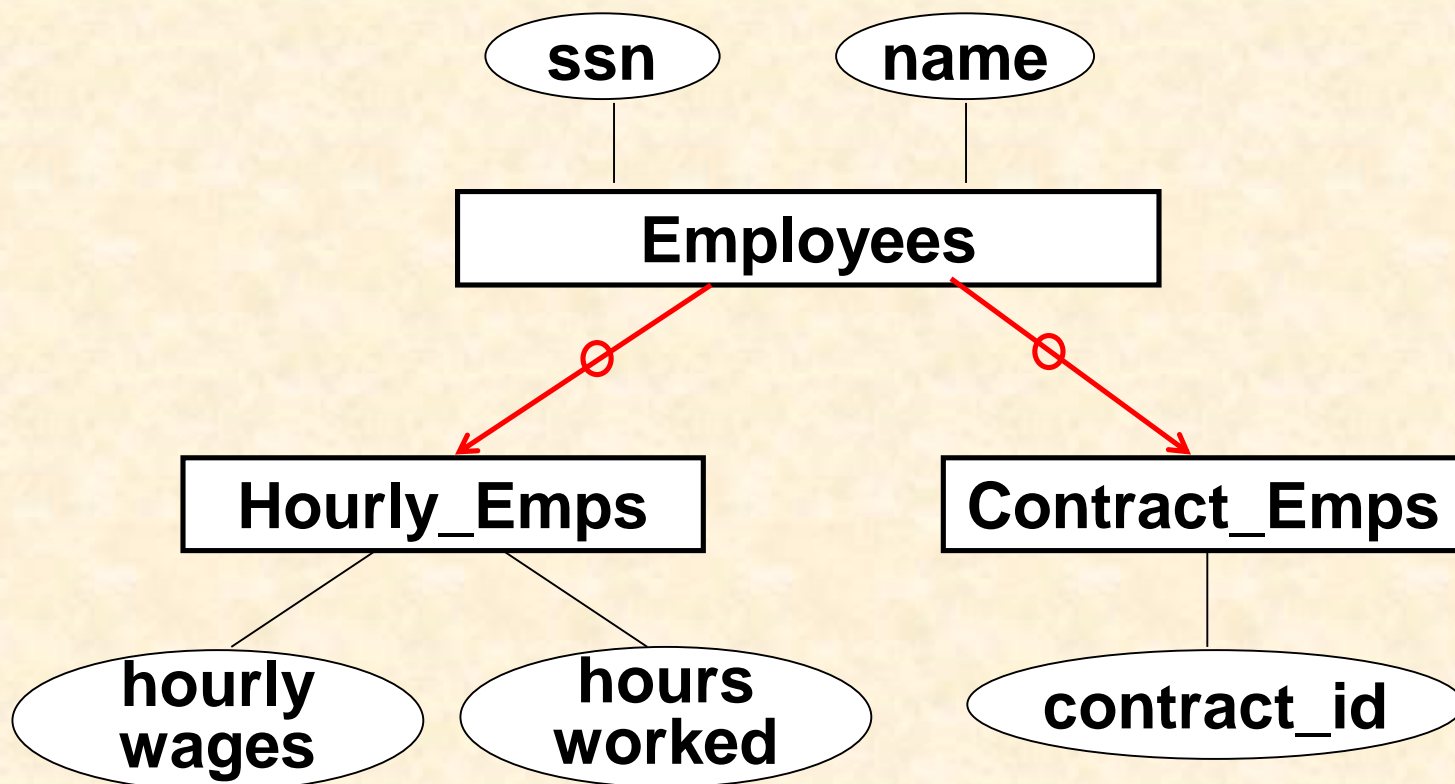 ssn
name
Employees
Hourly_Emps
Contract_Emps
hourly
wages
hours
worked
contract_id